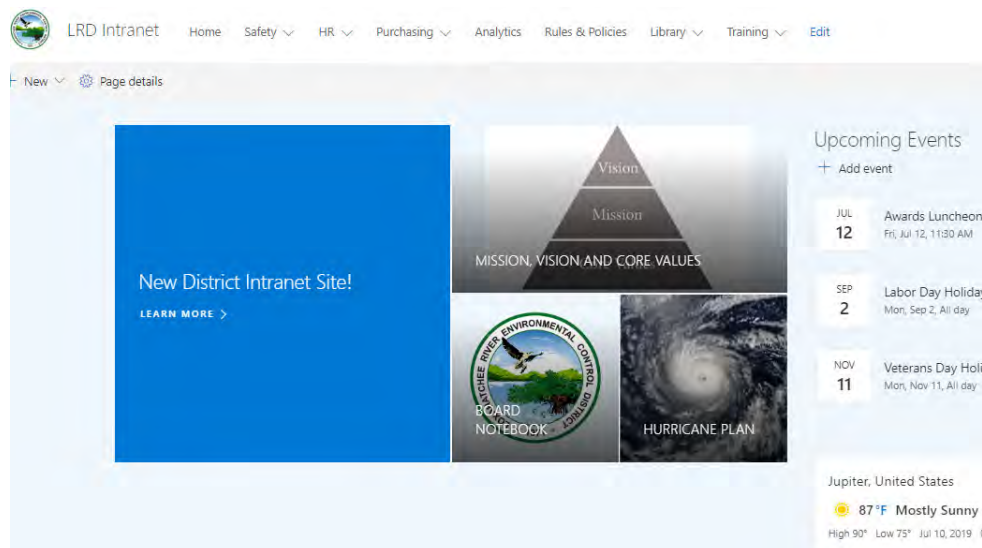 LRD Intranet Home Safety HR Purchasing Analytics Rules & Policies Library Training Edit
New Page details
New District Intranet Site!
LEARN MORE
Vision
Mission
MISSION, VISION AND CORE VALUES
RIVER ENVIRONMENTAL CONTROL DISTRICT
BOARD
NOTEBOOK
HURRICANE PLAN
Upcoming Events
Add event
JUL
12
Awards Luncheon
Fri, Jul 12, 11:30 AM
SEP
2
Labor Day Holiday
Mon, Sep 2, All day
NOV
11
Veterans Day Holi
Mon, Nov 11, All day
Jupiter, United States
87°F Mostly Sunny
High 90° Low 75° Jul 10, 2019